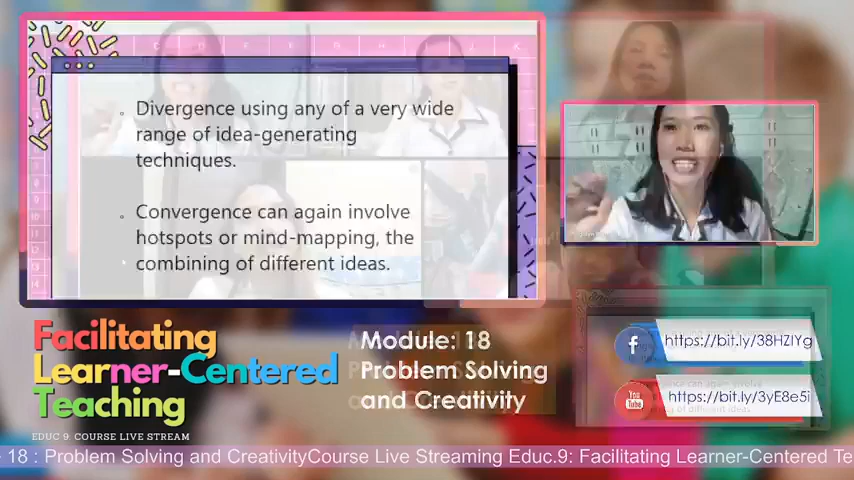 Divergence using any of a very wide
range of idea-generating
techniques.
Convergence can again involve
hotspots or mind-mapping, the
combining of different ideas.
Facilitating
Learner-Centered
Teaching
EDUC 9 COURSE LIVE STREAM
Module: 18
Problem Solving
and Creativity
https://bit.ly/38HZIYg
You
Tube
https://bit.ly/3yE8e5i
18 : Problem Solving and CreativityCourse Live Streaming Educ.9: Facilitating Learner-Centered Te